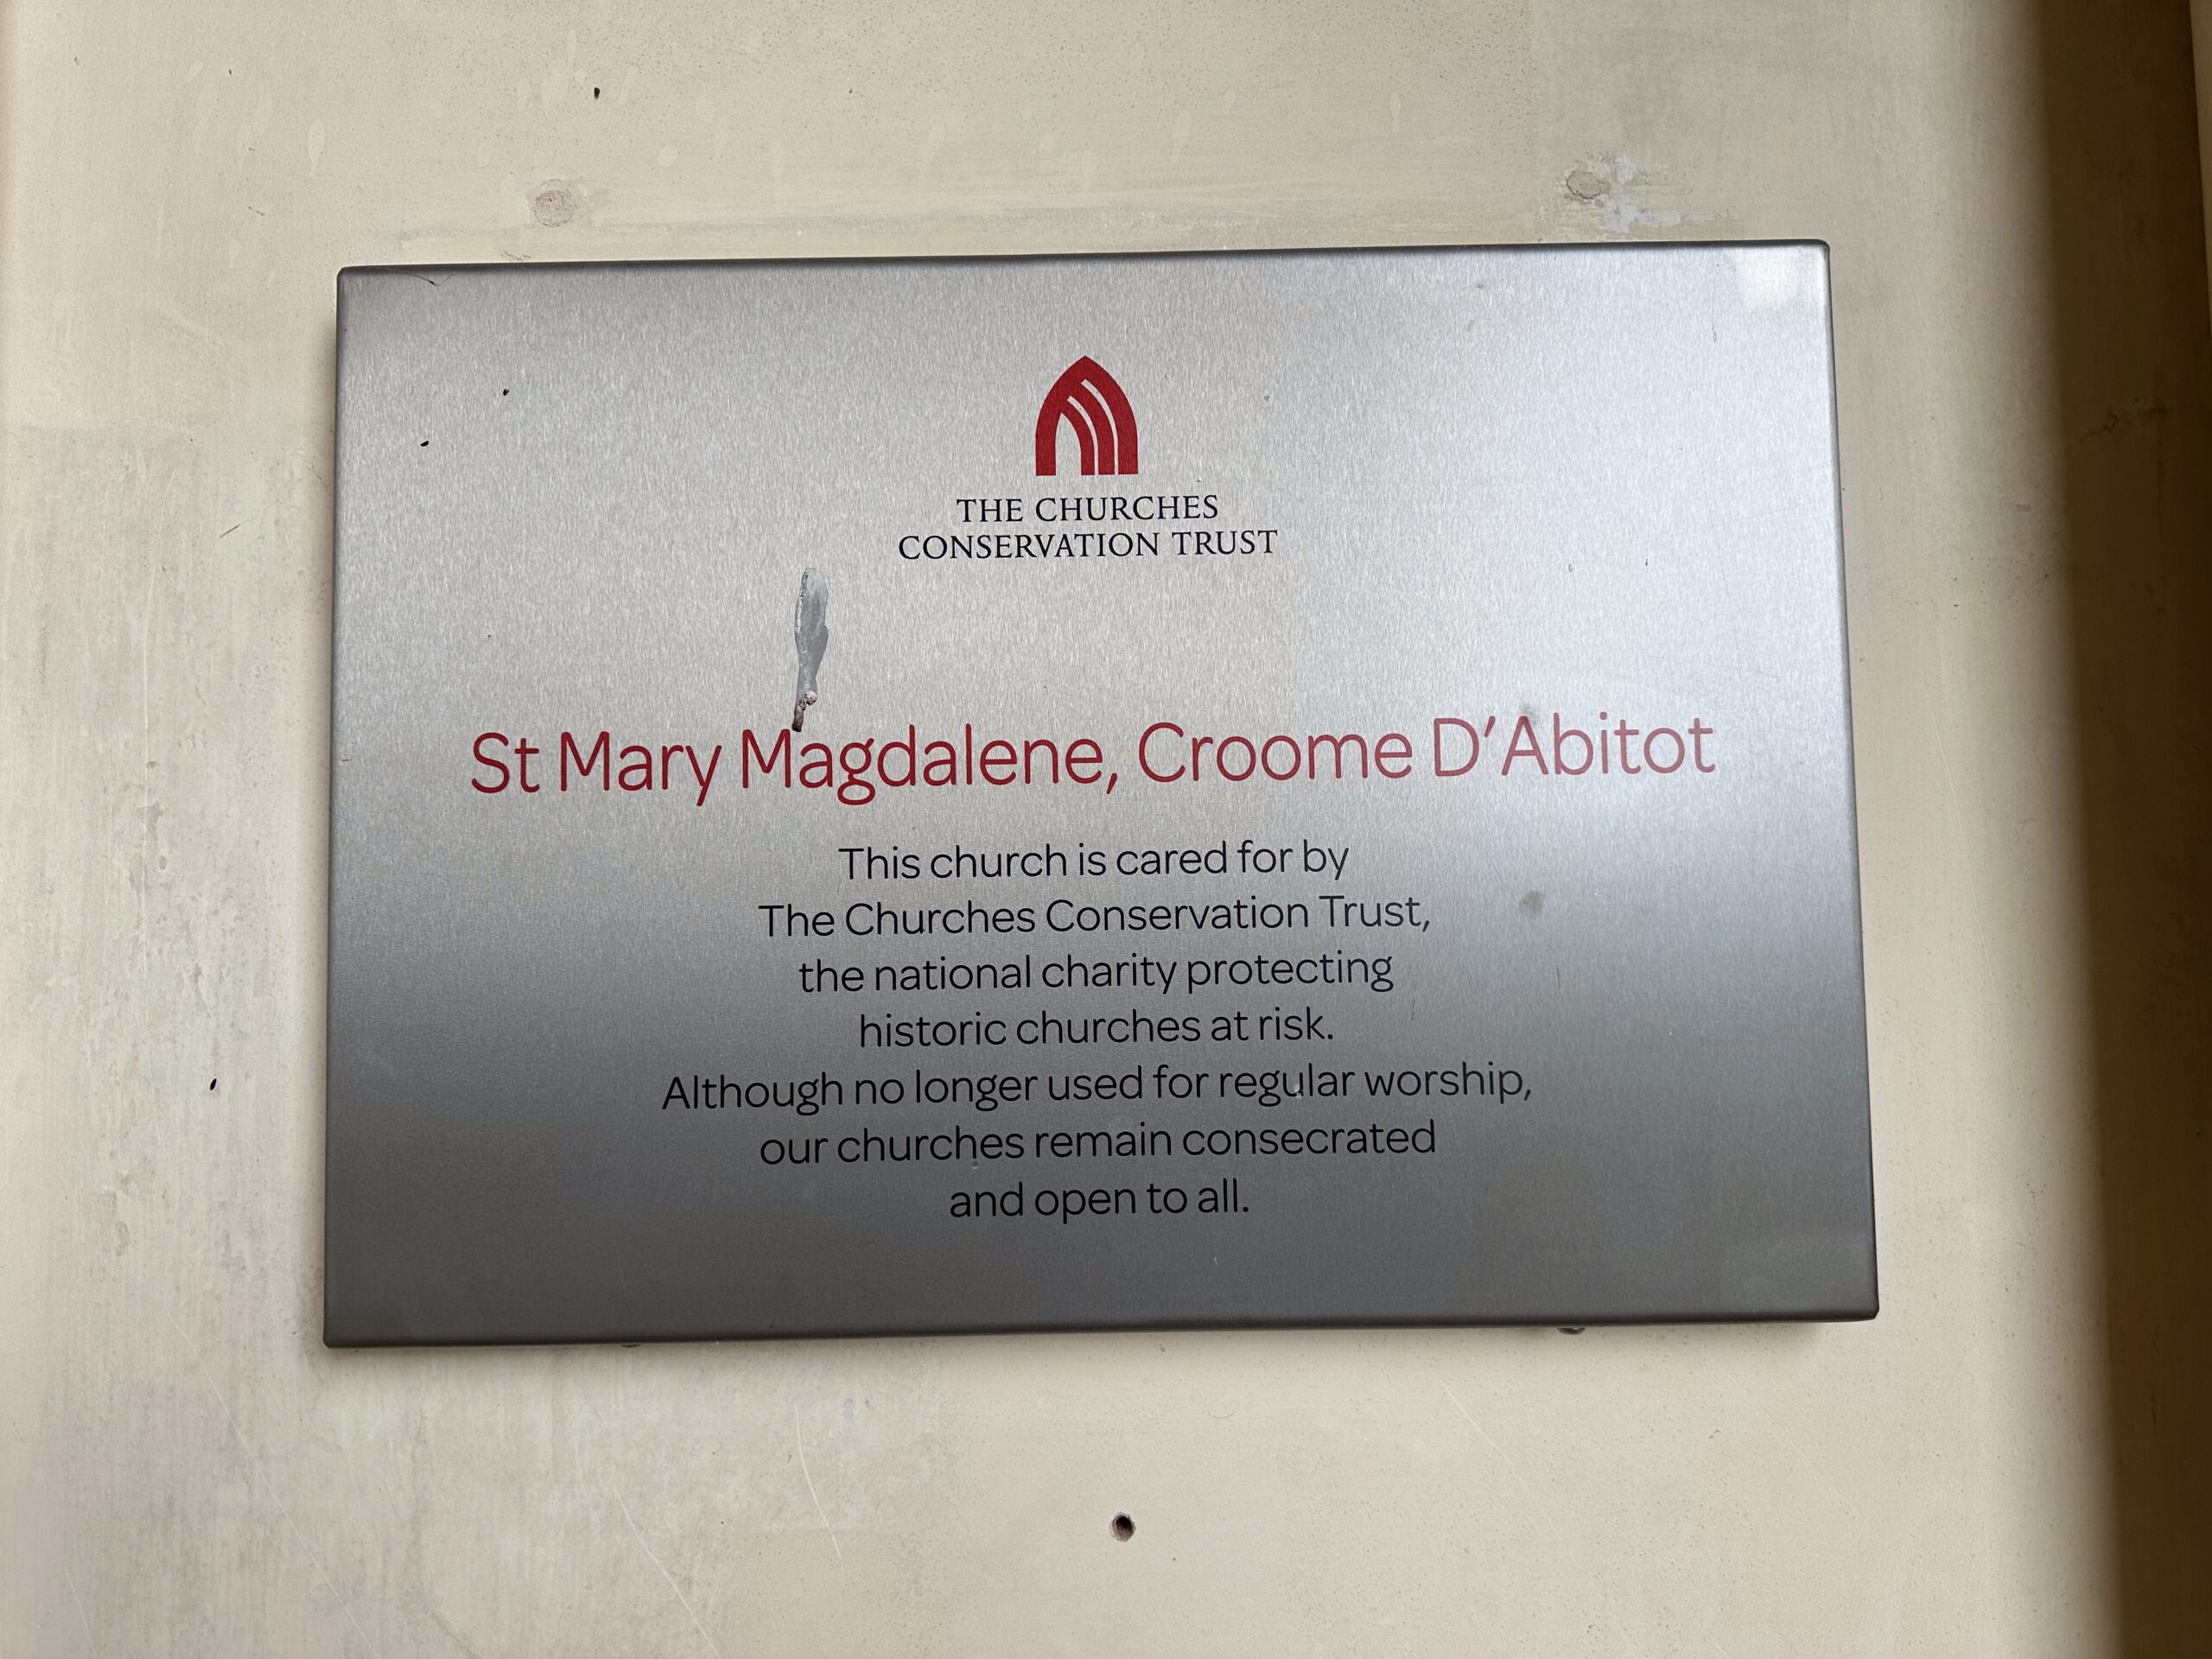 THE CHURCHES
CONSERVATION TRUST
St Mary Magdalene, Croome D'Abitot
This church is cared for by
The Churches Conservation Trust,
the national charity protecting
historic churches at risk.
Although no longer used for regular worship,
our churches remain consecrated
and open to all.